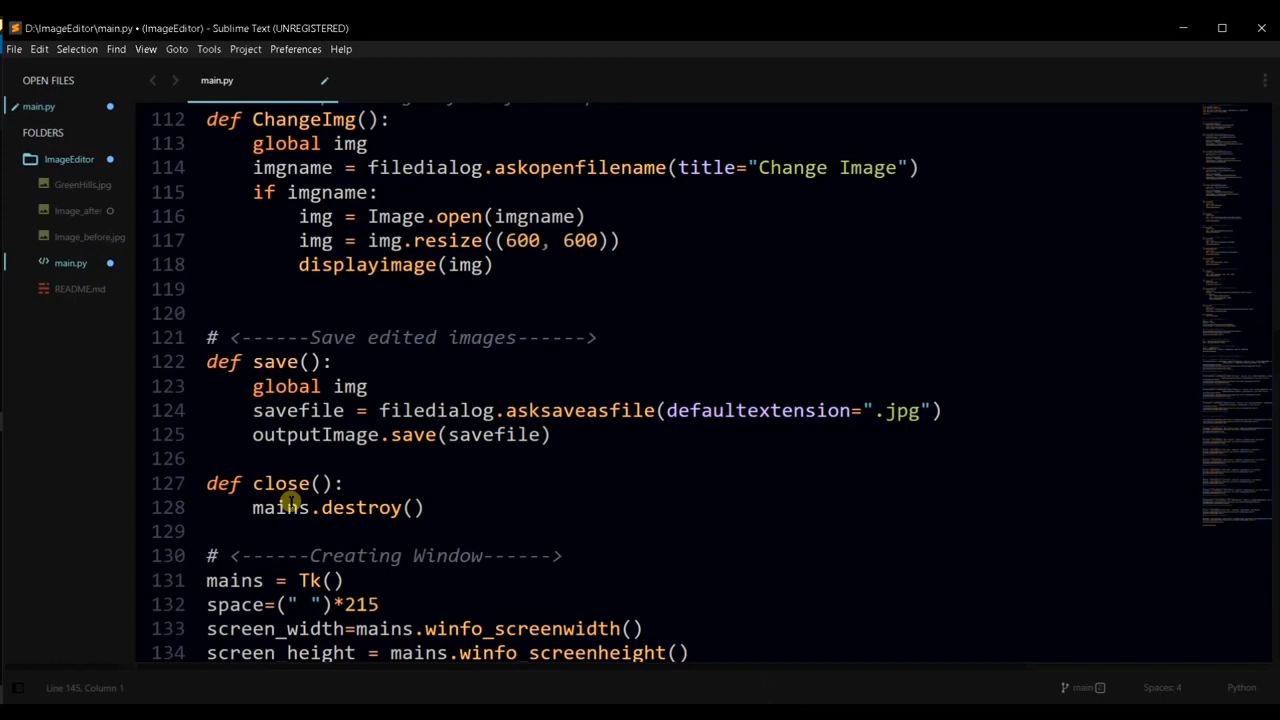 D:\ImageEditor\main.py • (ImageEditor) - Sublime Text (UNREGISTERED)
File Edit Selection Find View Goto Tools Project Preferences Help
OPEN FILES
main.py
FOLDERS
ImageEditor
GreenHills.jpg
Image_after
Image_before.jpg
main.py
README.md
main.py
112 def ChangeImg():
113 global img
114 imgname = filedialog.askopenfilename(title="Change Image")
115 if imgname:
116 img = Image.open(imgname)
117 img = img.resize((600, 600))
118 displayimage(img)
119
120
121 # <------Save edited images------>
122 def save():
123 global img
124 savefile = filedialog.asksaveasfile(defaultextension=".jpg")
125 outputImage.save(savefile)
126
127 def close():
128 mains.destroy()
129
130 # <------Creating Window------>
131 mains = Tk()
132 space=(" ")*215
133 screen_width=mains.winfo_screenwidth()
134 screen_height = mains.winfo_screenheight()
Line 145, Column 1
main 2
Spaces: 4
Python